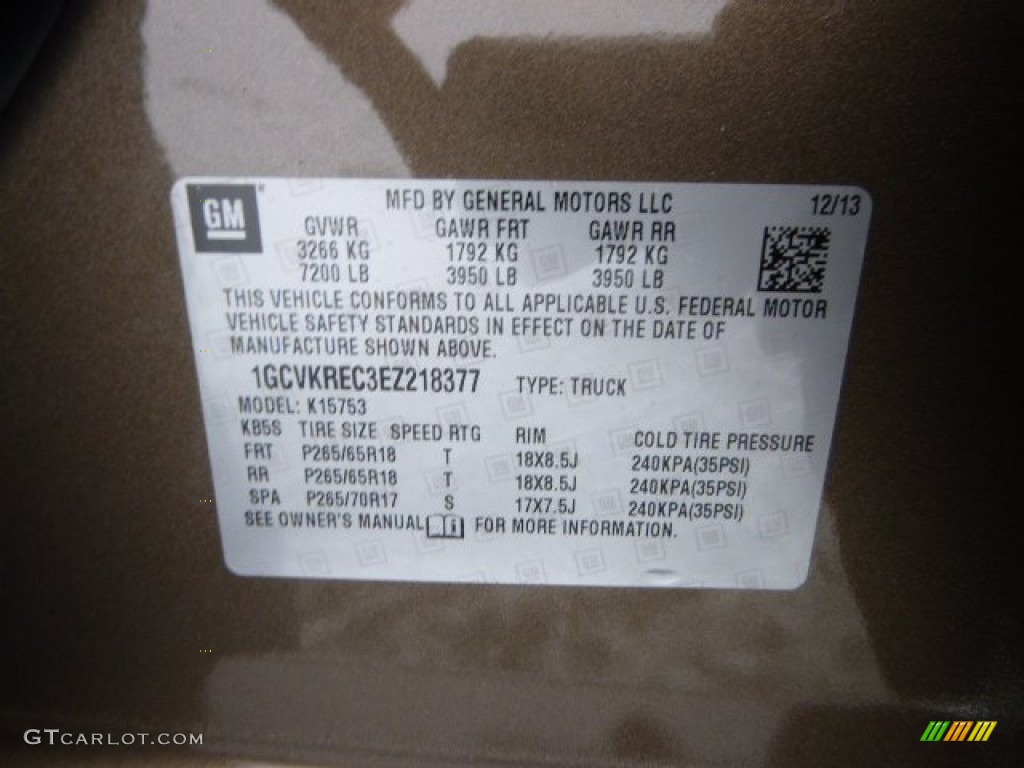 GM
MFD BY GENERAL MOTORS LLC 12/13
GVWR GAWR FRT GAWR RR
3266 KG 1792 KG 1792 KG
7200 LB 3950 LB 3950 LB
THIS VEHICLE CONFORMS TO ALL APPLICABLE U.S. FEDERAL MOTOR
VEHICLE SAFETY STANDARDS IN EFFECT ON THE DATE OF
MANUFACTURE SHOWN ABOVE.
1GCVKREC3EZ218377 TYPE: TRUCK
MODEL: K15753
KB5S TIRE SIZE SPEED RTG RIM COLD TIRE PRESSURE
FRT P265/65R18 T 18X8.5J 240KPA(35PSI)
RR P265/65R18 T 18X8.5J 240KPA(35PSI)
SPA P265/70R17 S 17X7.5J 240KPA(35PSI)
SEE OWNER'S MANUAL FOR MORE INFORMATION.
GTCARLOT.COM